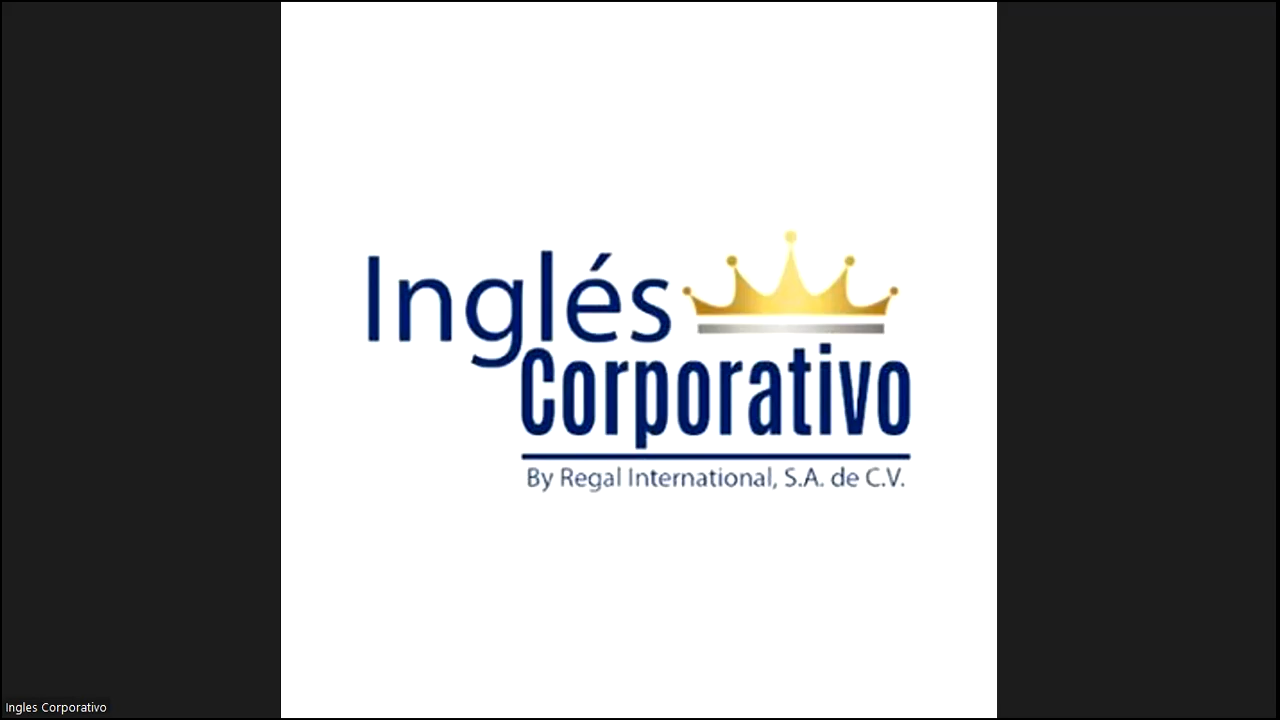 Inglés
Corporativo
By Regal International, S.A. de C.V.
Ingles Corporativo